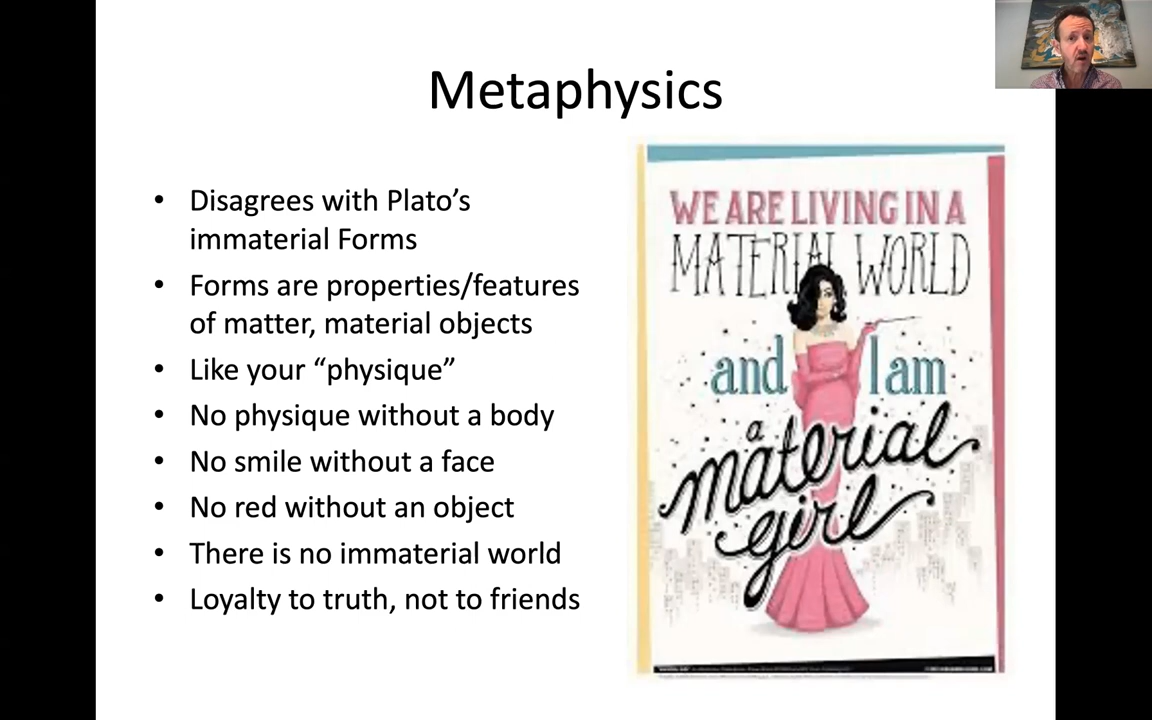 Metaphysics
• Disagrees with Plato’s
immaterial Forms
• Forms are properties/features
of matter, material objects
• Like your “physique”
• No physique without a body
• No smile without a face
• No red without an object
• There is no immaterial world
• Loyalty to truth, not to friends
WE ARE LIVING IN A
MATERIAL WORLD
and I am
a
material
girl